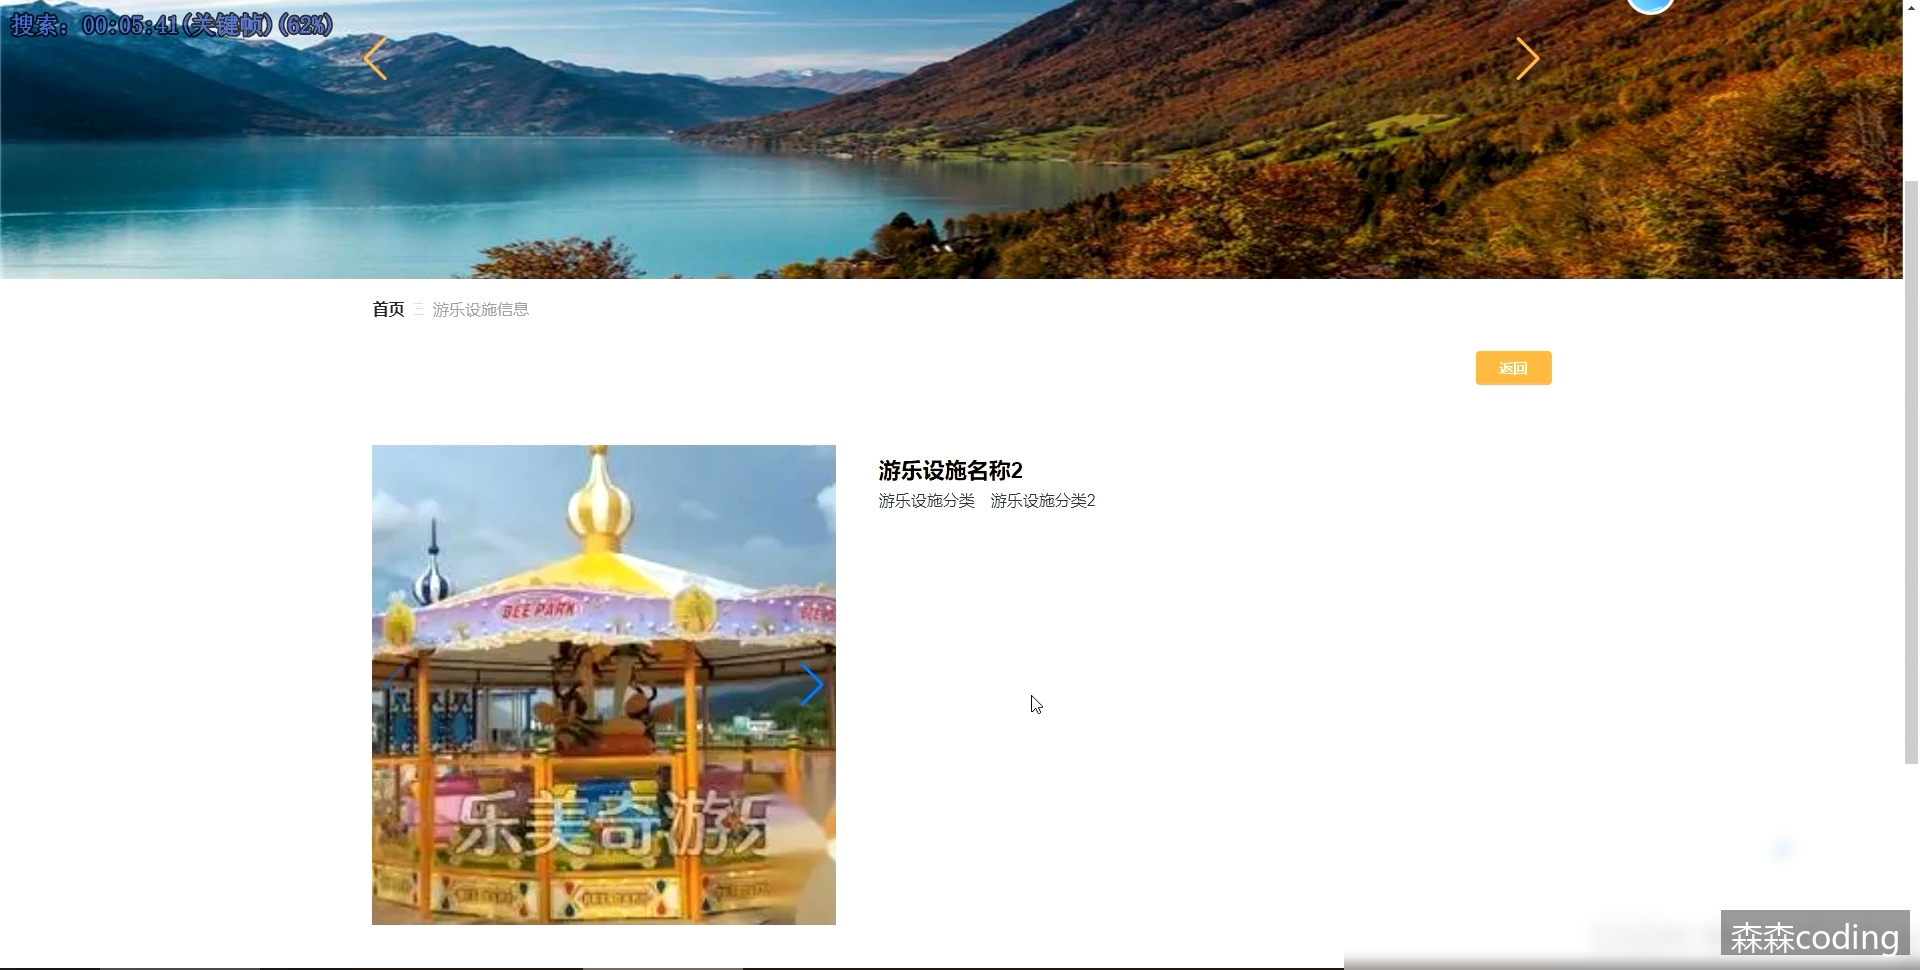 搜索: 00:05:41(关键帧)(62%)
首页 游乐设施信息
返回
游乐设施名称2
游乐设施分类 游乐设施分类2
BEE PARK
乐美奇游乐
森森coding